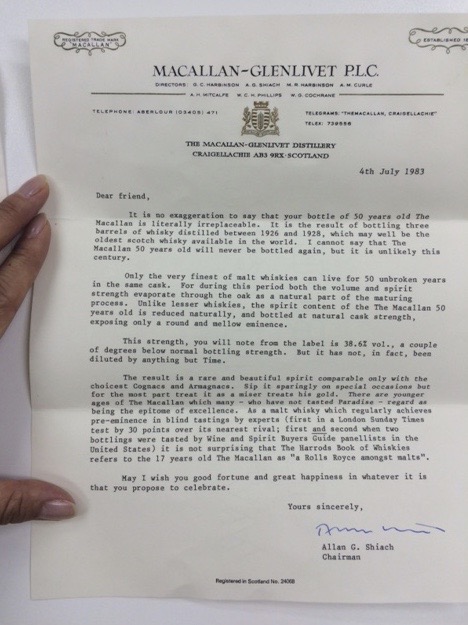 REGISTERED TRADE MARK
MACALLAN
ESTABLISHED
MACALLAN-GLENLIVET P.L.C.
DIRECTORS: G. C. HARBINSON A. G. SHIACH M. R. HARBINSON A. M. CURLE
A. H. METCALFE W. C. H. PHILLIPS W. G. COCHRANE
TELEPHONE: ABERLOUR (03405) 471
TELEGRAMS: "THEMACALLAN, CRAIGELLACHIE"
TELEX: 739556
THE MACALLAN-GLENLIVET DISTILLERY
CRAIGELLACHIE AB3 9RX-SCOTLAND
4th July 1983
Dear friend,
It is no exaggeration to say that your bottle of 50 years old The
Macallan is literally irreplaceable. It is the result of bottling three
barrels of whisky distilled between 1926 and 1928, which may well be the
oldest scotch whisky available in the world. I cannot say that The
Macallan 50 years old will never be bottled again, but it is unlikely this
century.
Only the very finest of malt whiskies can live for 50 unbroken years
in the same cask. For during this period both the volume and spirit
strength evaporate through the oak as a natural part of the maturing
process. Unlike lesser whiskies, the spirit content of the The Macallan 50
years old is reduced naturally, and bottled at natural cask strength,
exposing only a round and mellow eminence.
This strength, you will note from the label is 38.6% vol., a couple
of degrees below normal bottling strength. But it has not, in fact, been
diluted by anything but Time.
The result is a rare and beautiful spirit comparable only with the
choicest Cognacs and Armagnacs. Sip it sparingly on special occasions but
for the most part treat it as a miser treats his gold. There are younger
ages of The Macallan which many - who have not tasted Paradise - regard as
being the epitome of excellence. As a malt whisky which regularly achieves
pre-eminence in blind tastings by experts (first in a London Sunday Times
test by 30 points over its nearest rival; first and second when two
bottlings were tasted by Wine and Spirit Buyers Guide panellists in the
United States) it is not surprising that The Harrods Book of Whiskies
refers to the 17 years old The Macallan as "a Rolls Royce amongst malts".
May I wish you good fortune and great happiness in whatever it is
that you propose to celebrate.
Yours sincerely,
Allan G. Shiach
Chairman
Registered in Scotland No. 24068